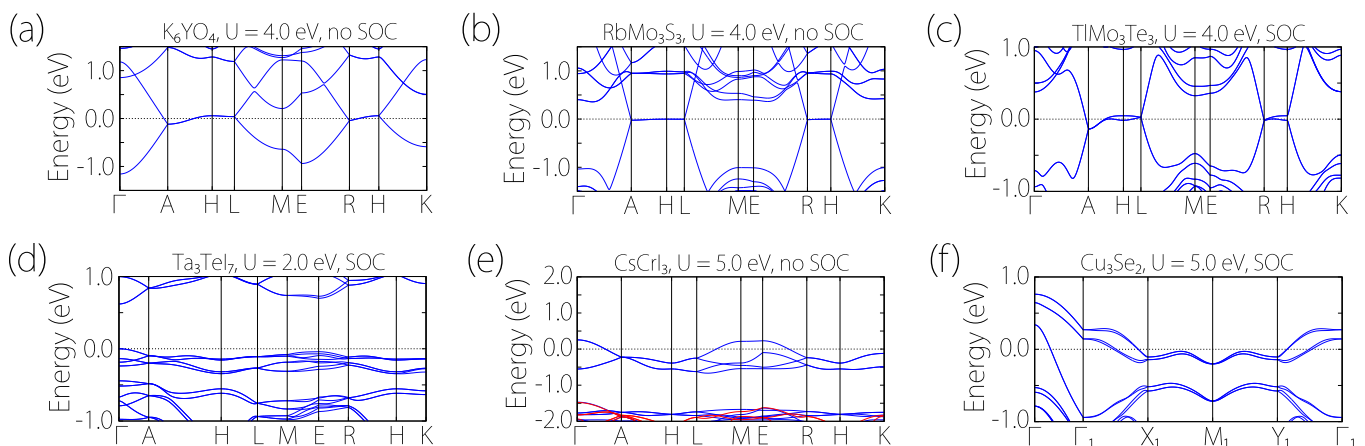 (a)
K₆YO₄, U = 4.0 eV, no SOC
Energy (eV)
1.0
0.0
-1.0
Γ A H L M E R H K
(b)
RbMo₃S₃, U = 4.0 eV, no SOC
Energy (eV)
1.0
0.0
-1.0
Γ A H L M E R H K
(c)
TlMo₃Te₃, U = 4.0 eV, SOC
Energy (eV)
1.0
0.0
-1.0
Γ A H L M E R H K
(d)
Ta₃TeI₇, U = 2.0 eV, SOC
Energy (eV)
1.0
0.0
-1.0
Γ A H L M E R H K
(e)
CsCrI₃, U = 5.0 eV, no SOC
Energy (eV)
2.0
1.0
0.0
-1.0
2.0
Γ A H L M E R H K
(f)
Cu₃Se₂, U = 5.0 eV, SOC
Energy (eV)
1.0
0.0
-1.0
Γ Γ₁ X₁ M₁ Y₁ Γ₁